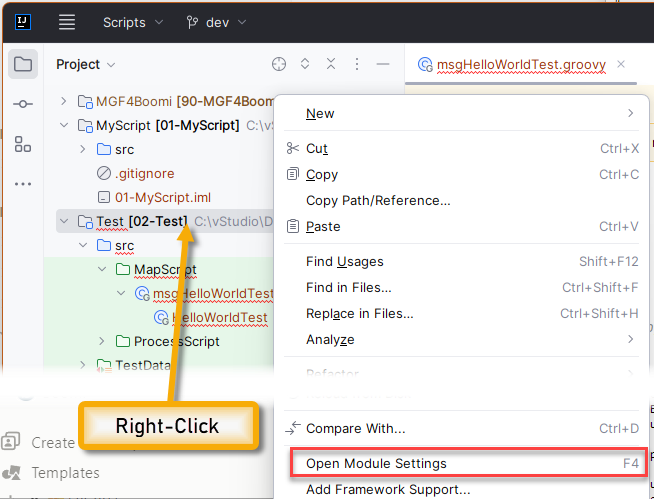 IJ
Scripts
dev
Project
msgHelloWorldTest.groovy
MGF4Boomi [90-MGF4Boomi
MyScript [01-MyScript] C:\vS
src
.gitignore
01-MyScript.iml
Test [02-Test] C:\vStudio\D
src
MapScript
msgHelloWorldTest
HelloWorldTest
ProcessScript
TestData
Right-Click
Create
Templates
New
Cut Ctrl+X
Copy Ctrl+C
Copy Path/Reference...
Paste Ctrl+V
Find Usages Shift+F12
Find in Files... Ctrl+Shift+F
Replace in Files... Ctrl+Shift+H
Analyze
Refactor
Compare With... Ctrl+D
Open Module Settings F4
Add Framework Support...